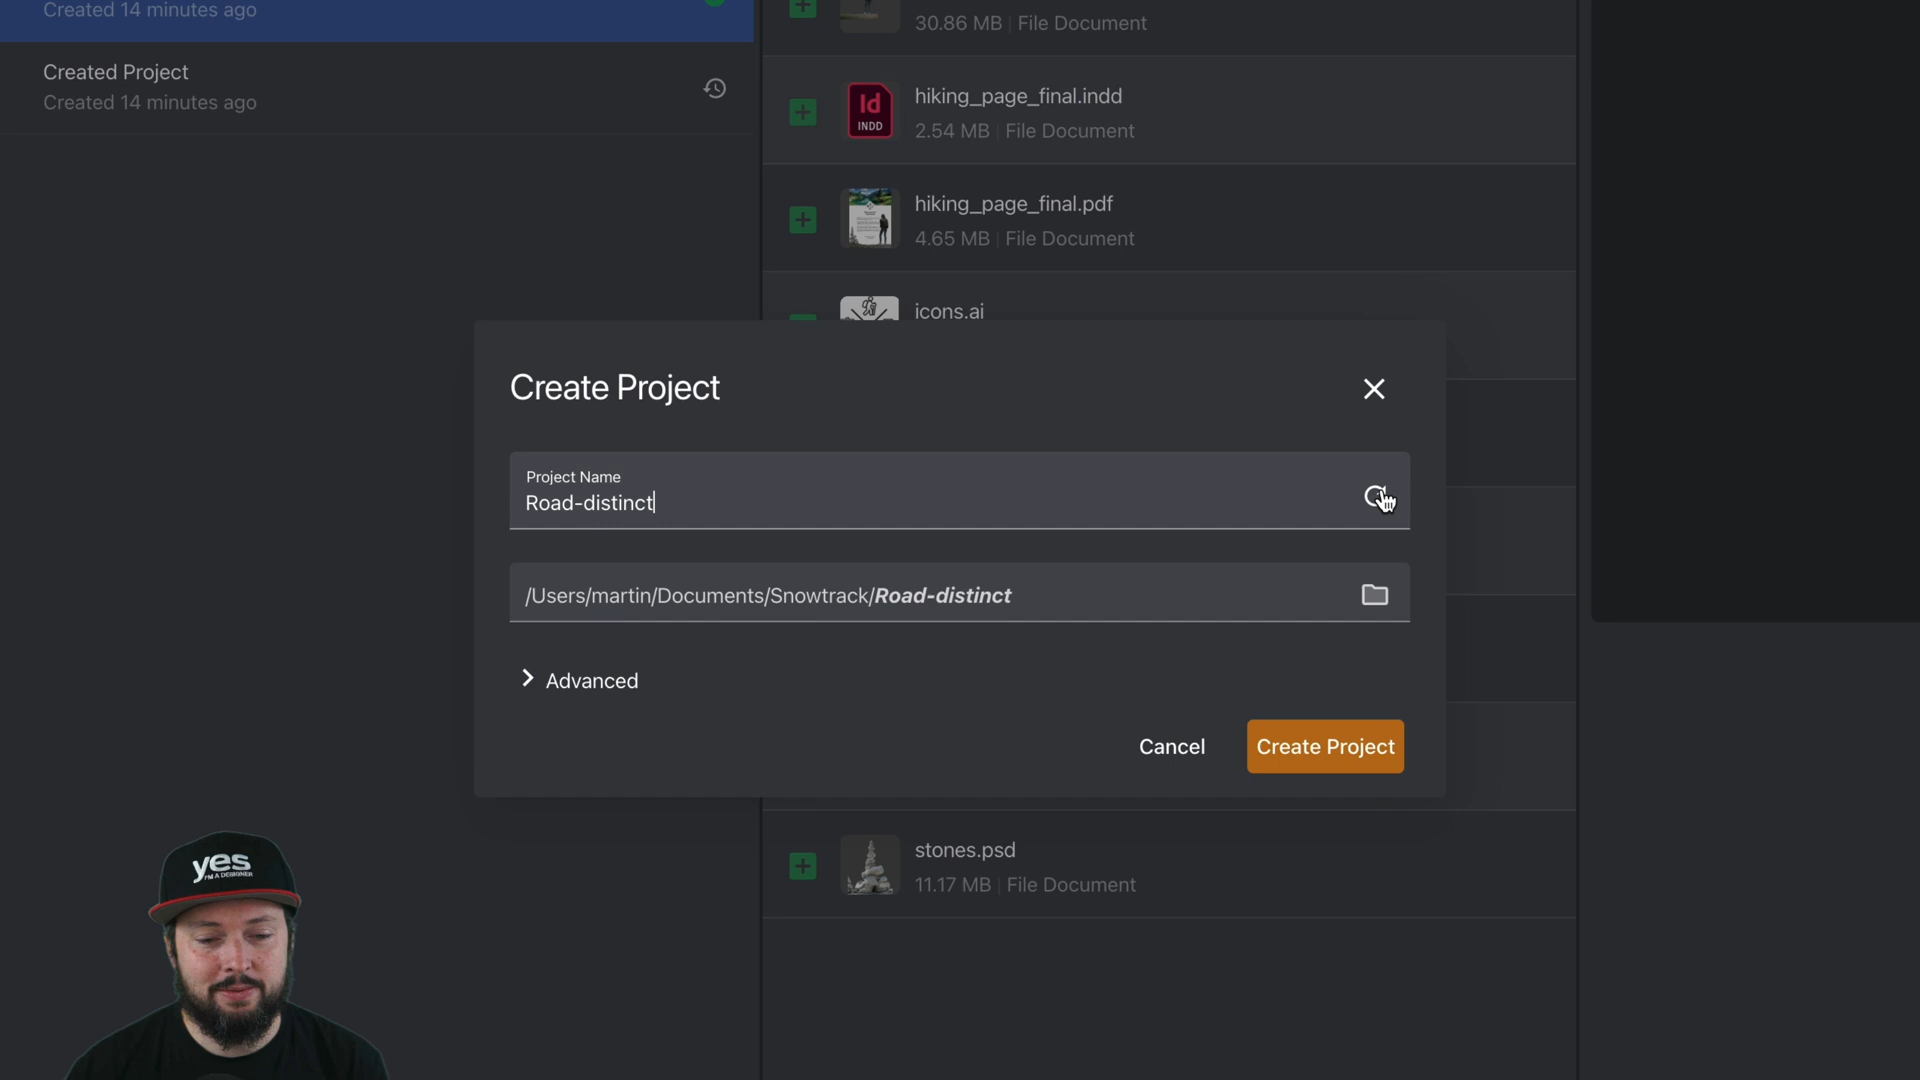 Created 14 minutes ago
Created Project
Created 14 minutes ago
30.86 MB | File Document
hiking_page_final.indd
2.54 MB | File Document
Id
INDD
hiking_page_final.pdf
4.65 MB | File Document
icons.ai
Create Project
Project Name
Road-distinct
/Users/martin/Documents/Snowtrack/Road-distinct
Advanced
Cancel
Create Project
stones.psd
11.17 MB | File Document
yes
I'M A DESIGNER